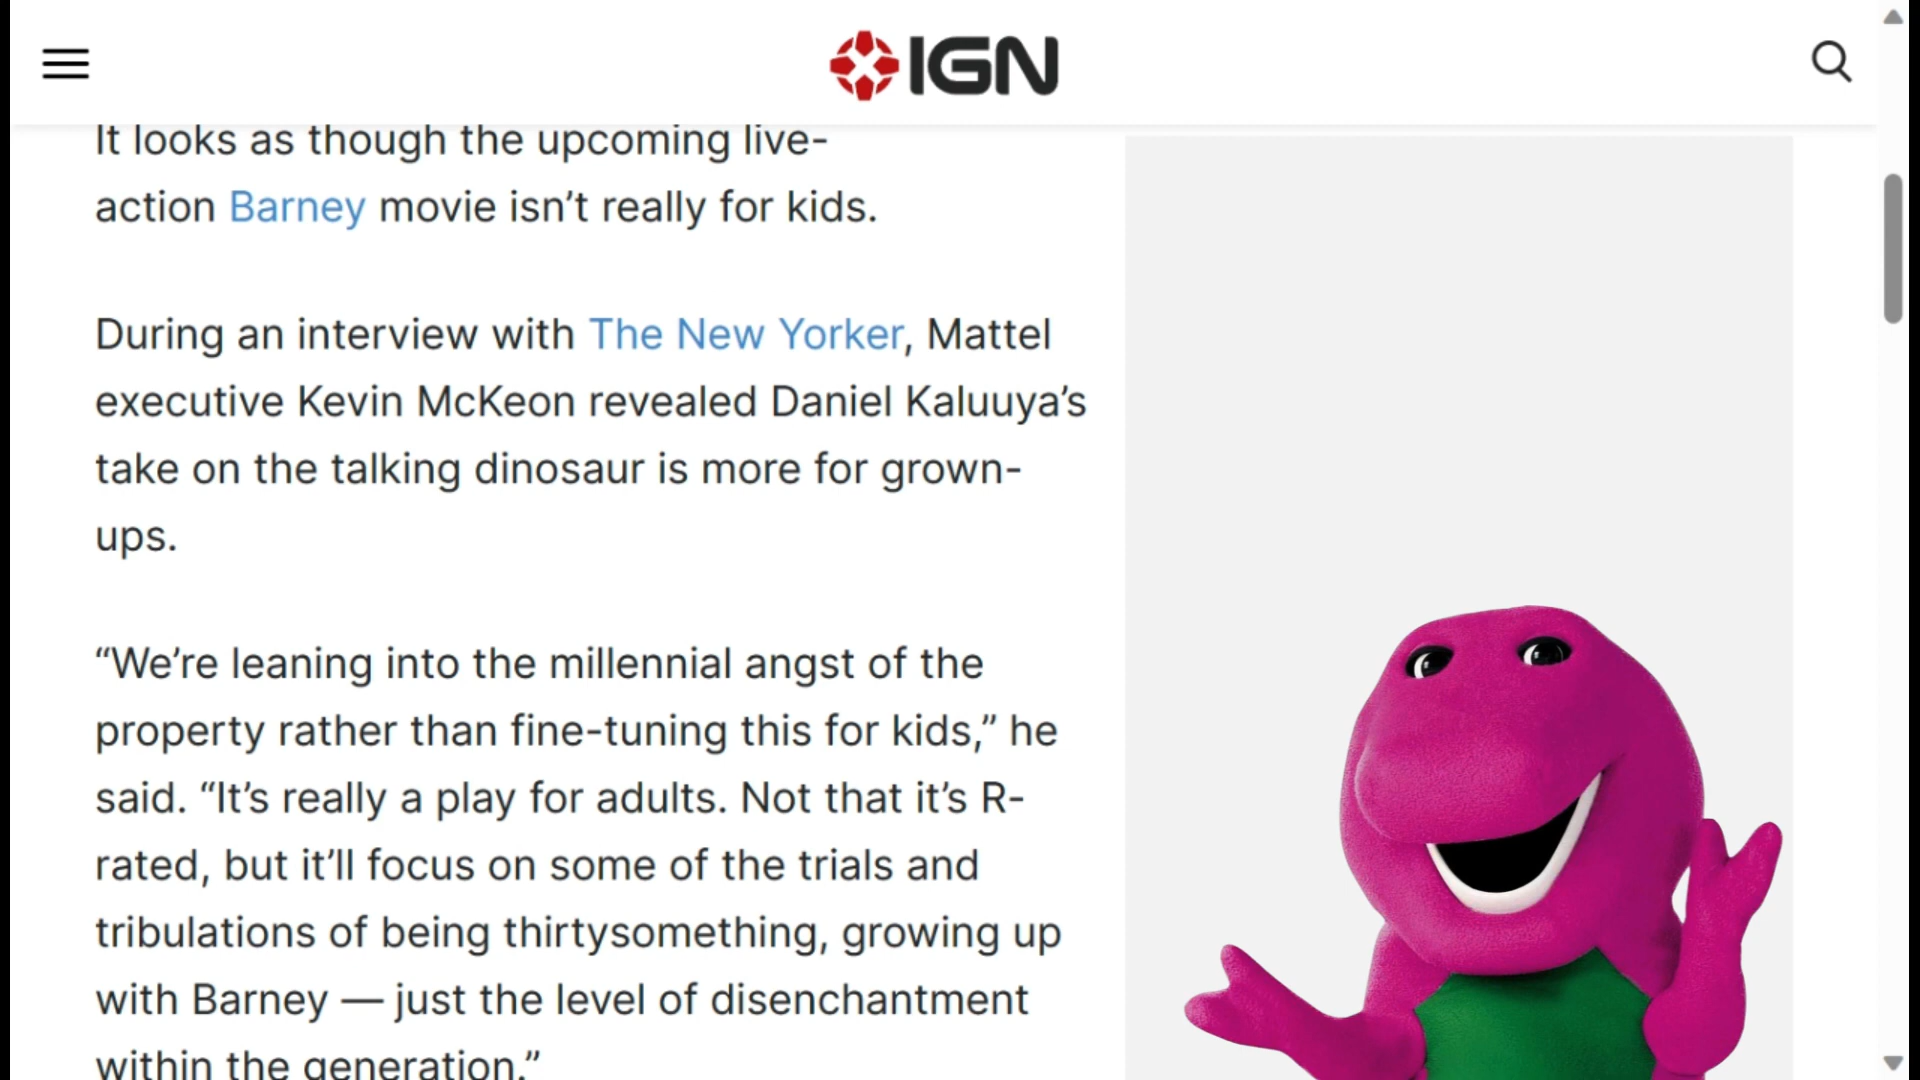 IGN
It looks as though the upcoming live-
action Barney movie isn’t really for kids.
During an interview with The New Yorker, Mattel
executive Kevin McKeon revealed Daniel Kaluuya’s
take on the talking dinosaur is more for grown-
ups.
“We’re leaning into the millennial angst of the
property rather than fine-tuning this for kids,” he
said. “It’s really a play for adults. Not that it’s R-
rated, but it’ll focus on some of the trials and
tribulations of being thirtysomething, growing up
with Barney — just the level of disenchantment
within the generation.”